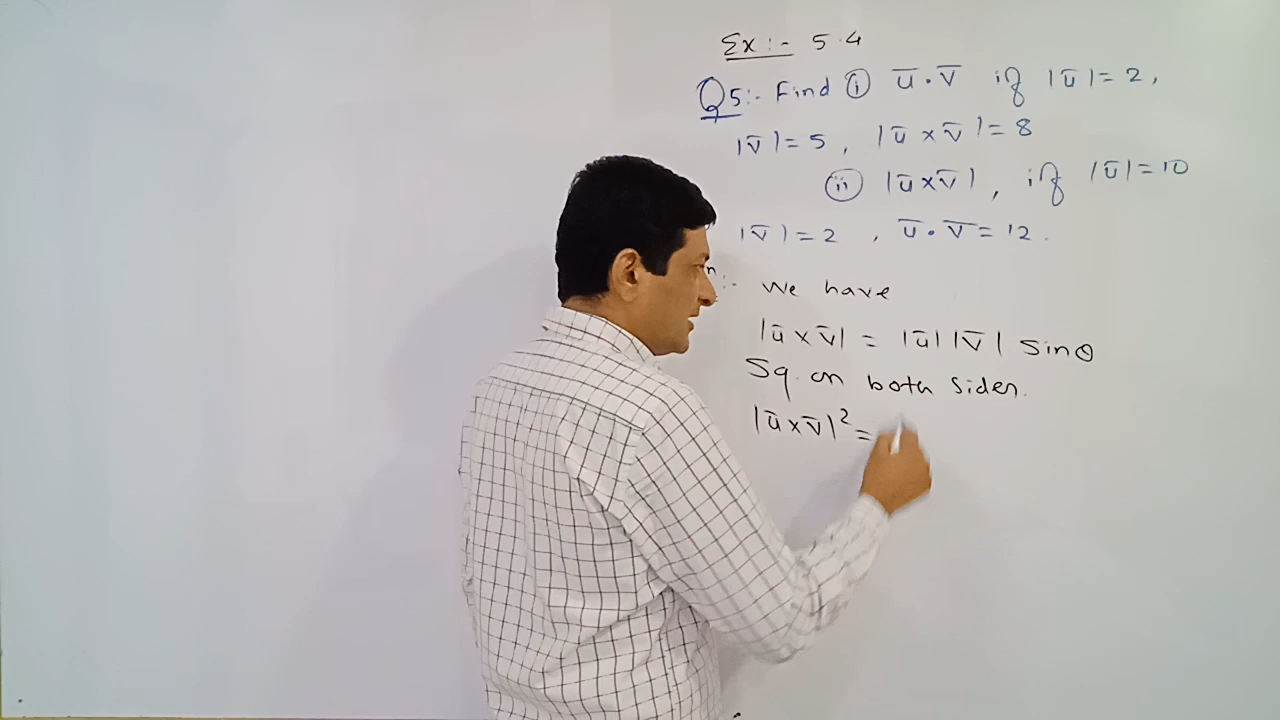 Ex:- 5.4
Q5:- Find (i) ū·v̄ if |ū|=2,
|v̄|=5, |ū×v̄|=8
(ii) |ū×v̄|, if |ū|=10
|v̄|=2, ū·v̄=12.
n:- We have
|ū×v̄| = |ū||v̄| sinθ
Sq. on both sides.
|ū×v̄|²=